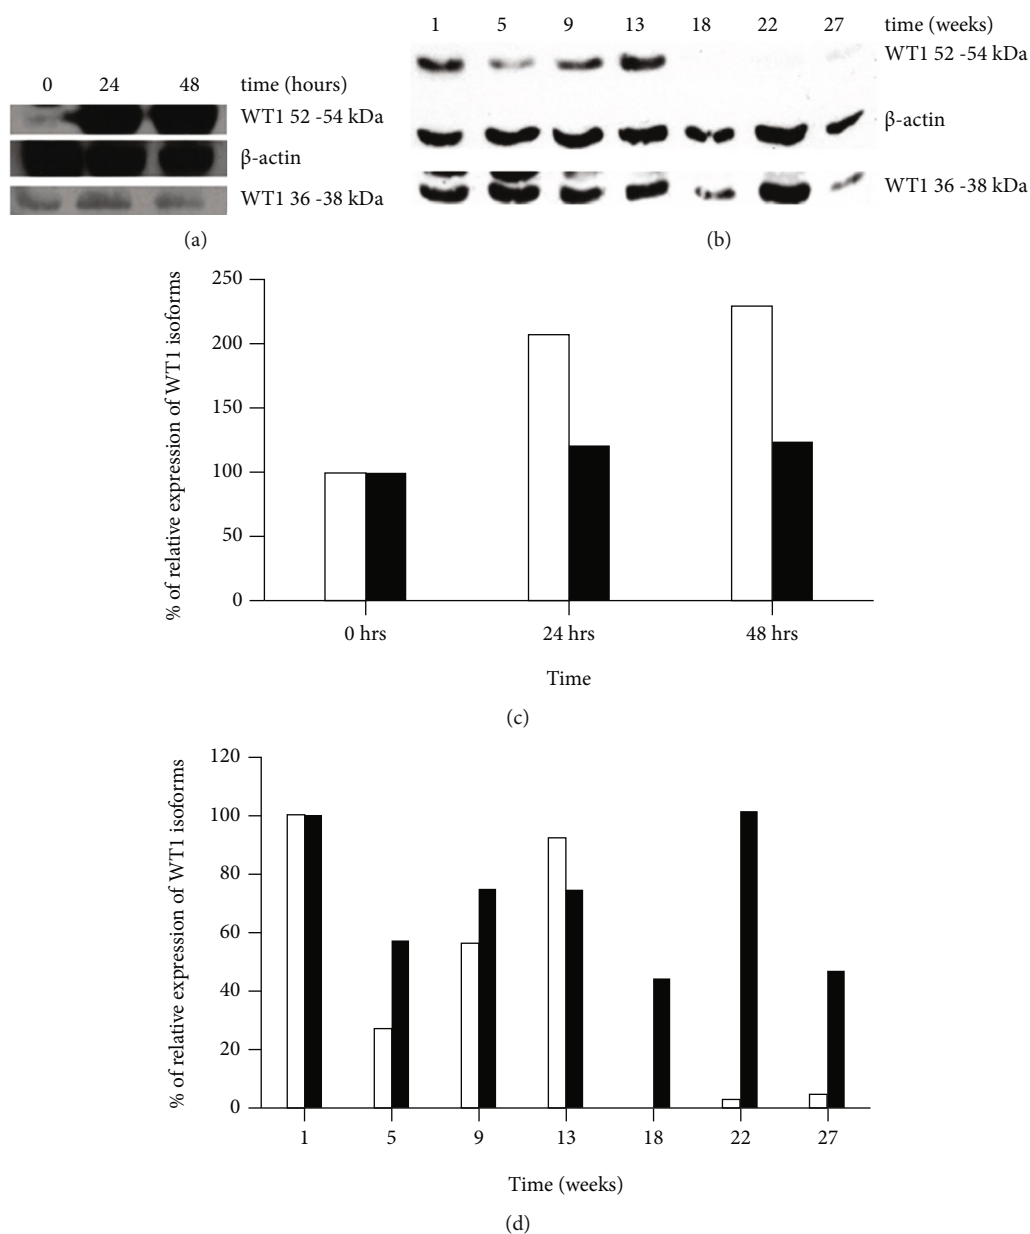 0 24 48 time (hours)
WT1 52 -54 kDa
β-actin
WT1 36 -38 kDa
(a)
1 5 9 13 18 22 27 time (weeks)
WT1 52 -54 kDa
β-actin
WT1 36 -38 kDa
(b)
% of relative expression of WT1 isoforms
250
200
150
100
50
0
0 hrs 24 hrs 48 hrs
Time
(c)
% of relative expression of WT1 isoforms
120
100
80
60
40
20
0
1 5 9 13 18 22 27
Time (weeks)
(d)